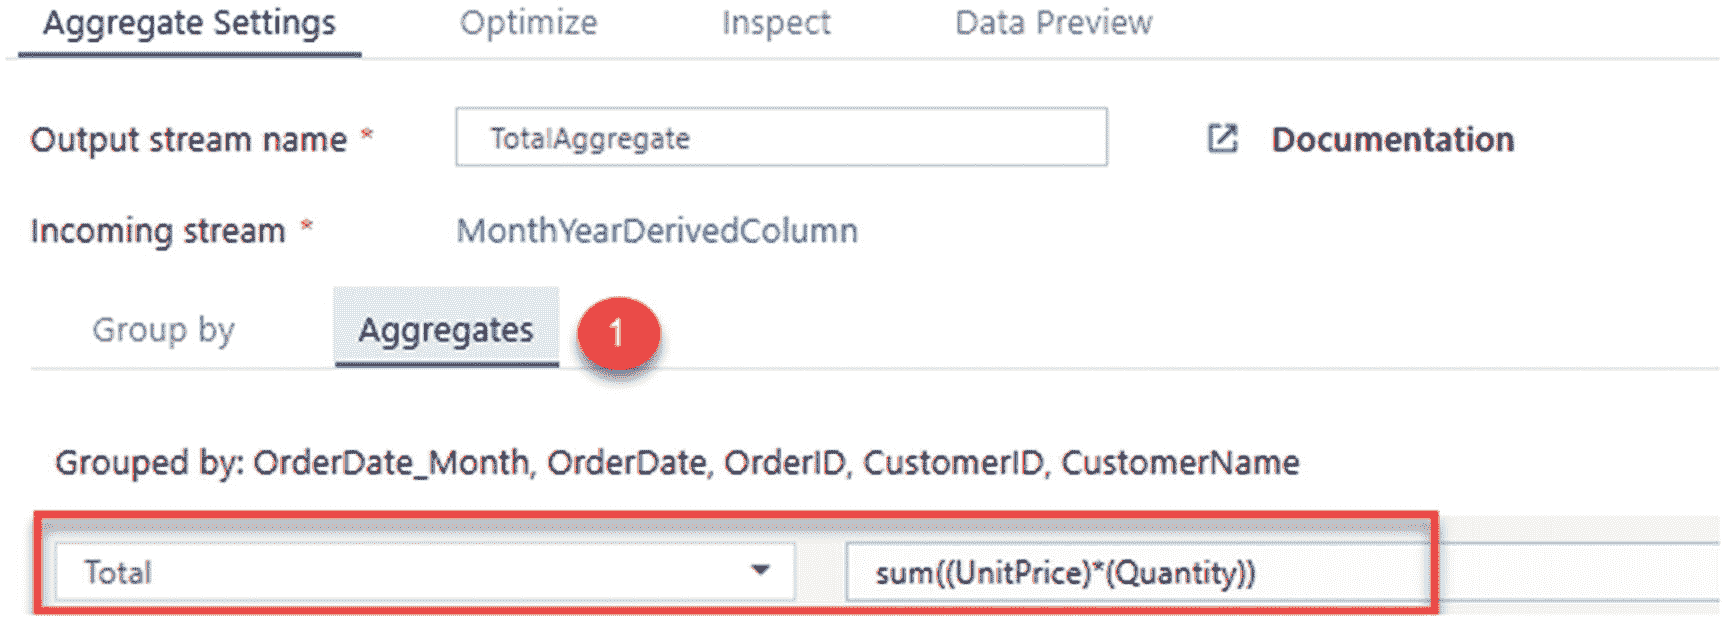 Aggregate Settings Optimize Inspect Data Preview
Output stream name * TotalAggregate Documentation
Incoming stream * MonthYearDerivedColumn
Group by Aggregates 1
Grouped by: OrderDate_Month, OrderDate, OrderID, CustomerID, CustomerName
Total sum((UnitPrice)*(Quantity))